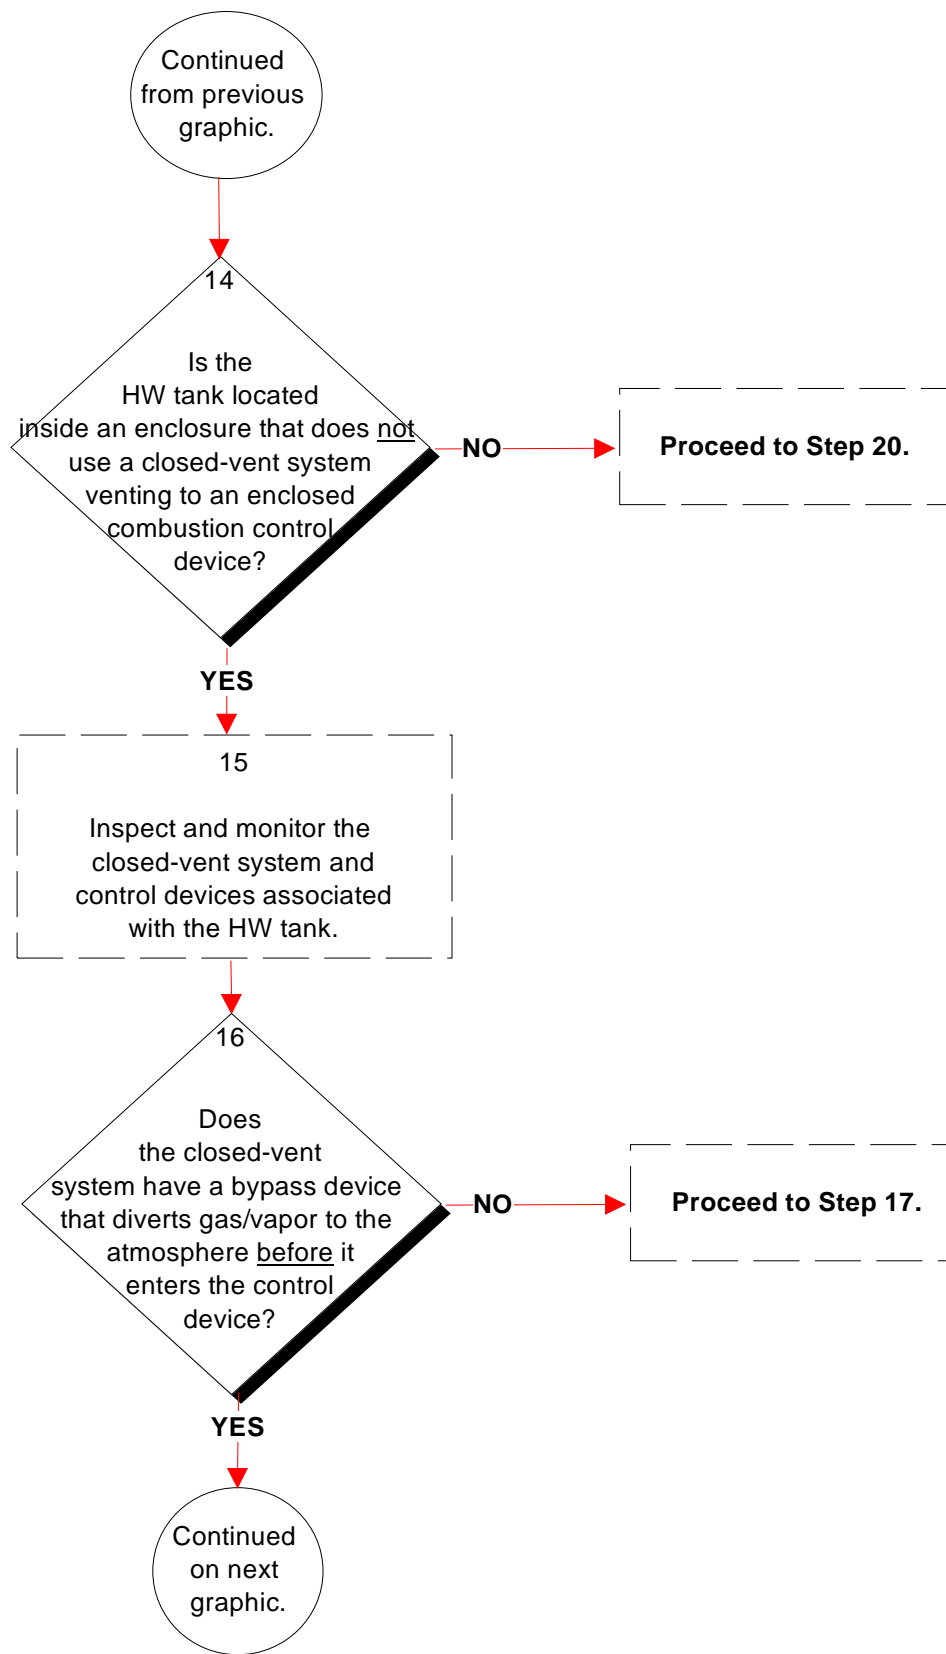 Continued
from previous
graphic.
14
Is the
HW tank located
inside an enclosure that does not
use a closed-vent system
venting to an enclosed
combustion control
device?
NO
Proceed to Step 20.
YES
15
Inspect and monitor the
closed-vent system and
control devices associated
with the HW tank.
16
Does
the closed-vent
system have a bypass device
that diverts gas/vapor to the
atmosphere before it
enters the control
device?
NO
Proceed to Step 17.
YES
Continued
on next
graphic.